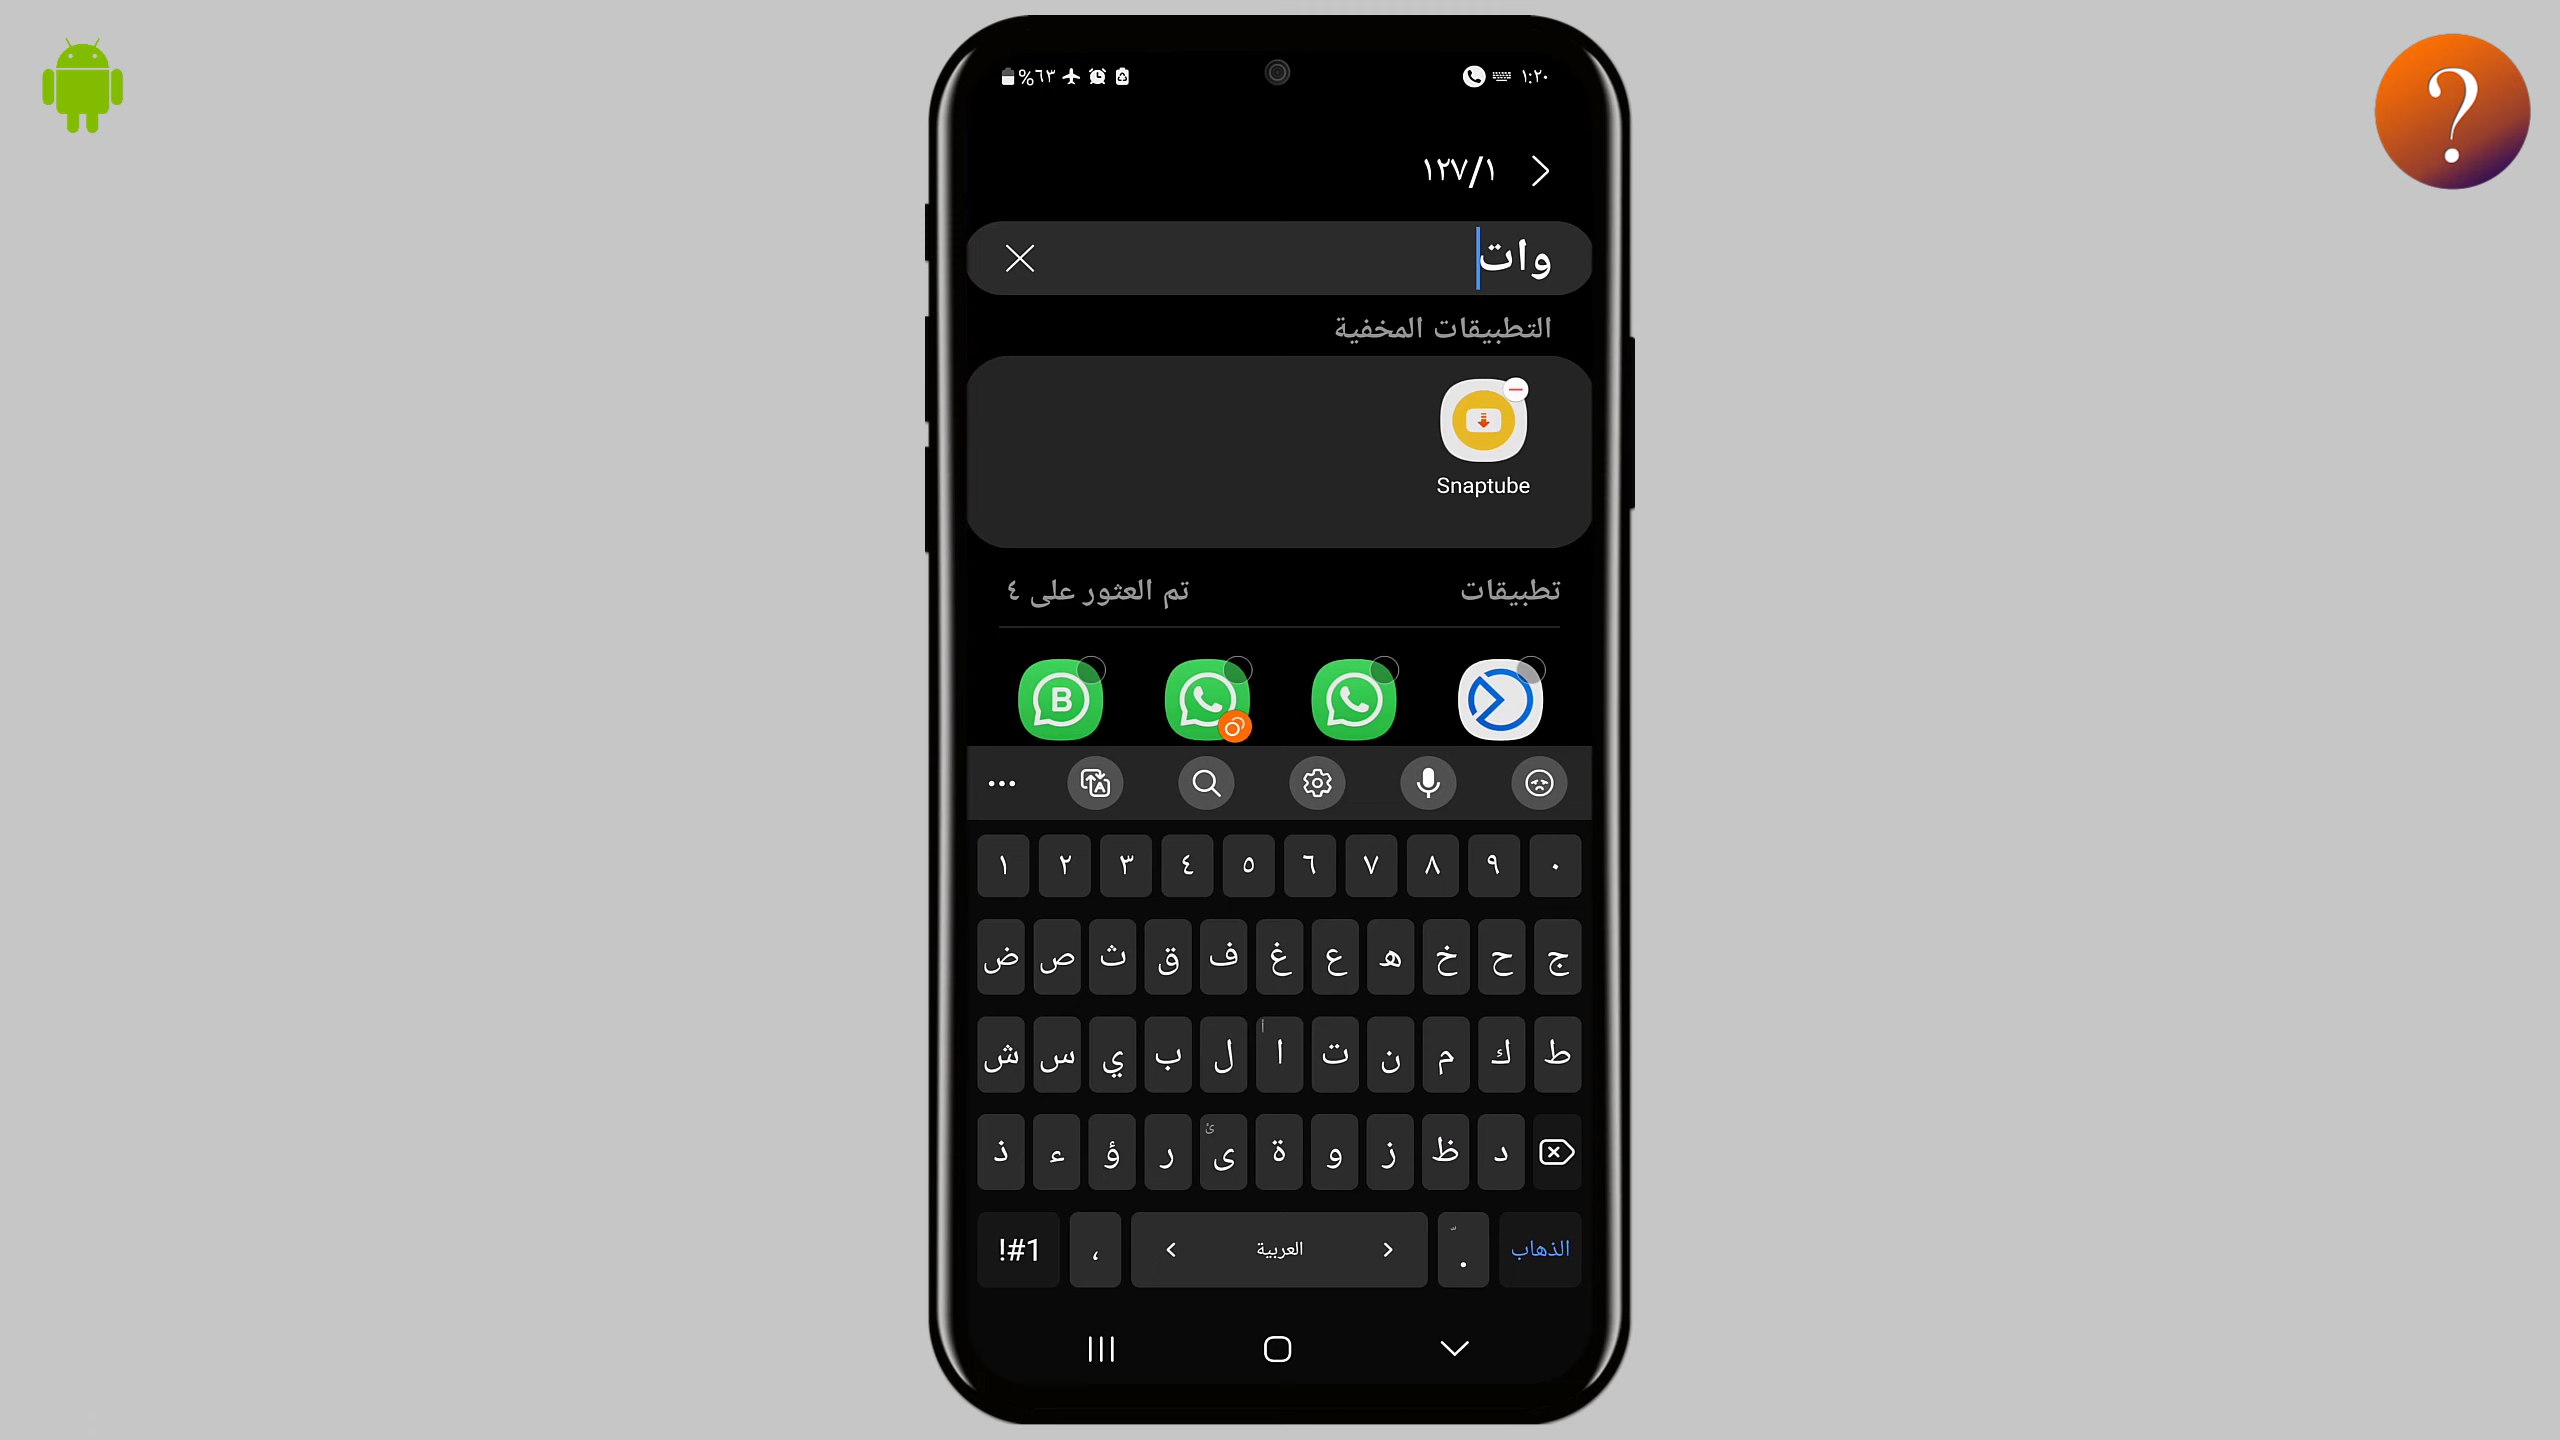 ١:٢٠ %٦٣
١٢٧/١
وات
التطبيقات المخفية
Snaptube
تطبيقات تم العثور على ٤
B
١ ٢ ٣ ٤ ٥ ٦ ٧ ٨ ٩ ٠
ض ص ث ق ف غ ع ه خ ح ج
ش س ي ب ل ا ت ن م ك ط
ذ ء ؤ ر ى ة و ز ظ د
!#1 ، العربية . الذهاب
?